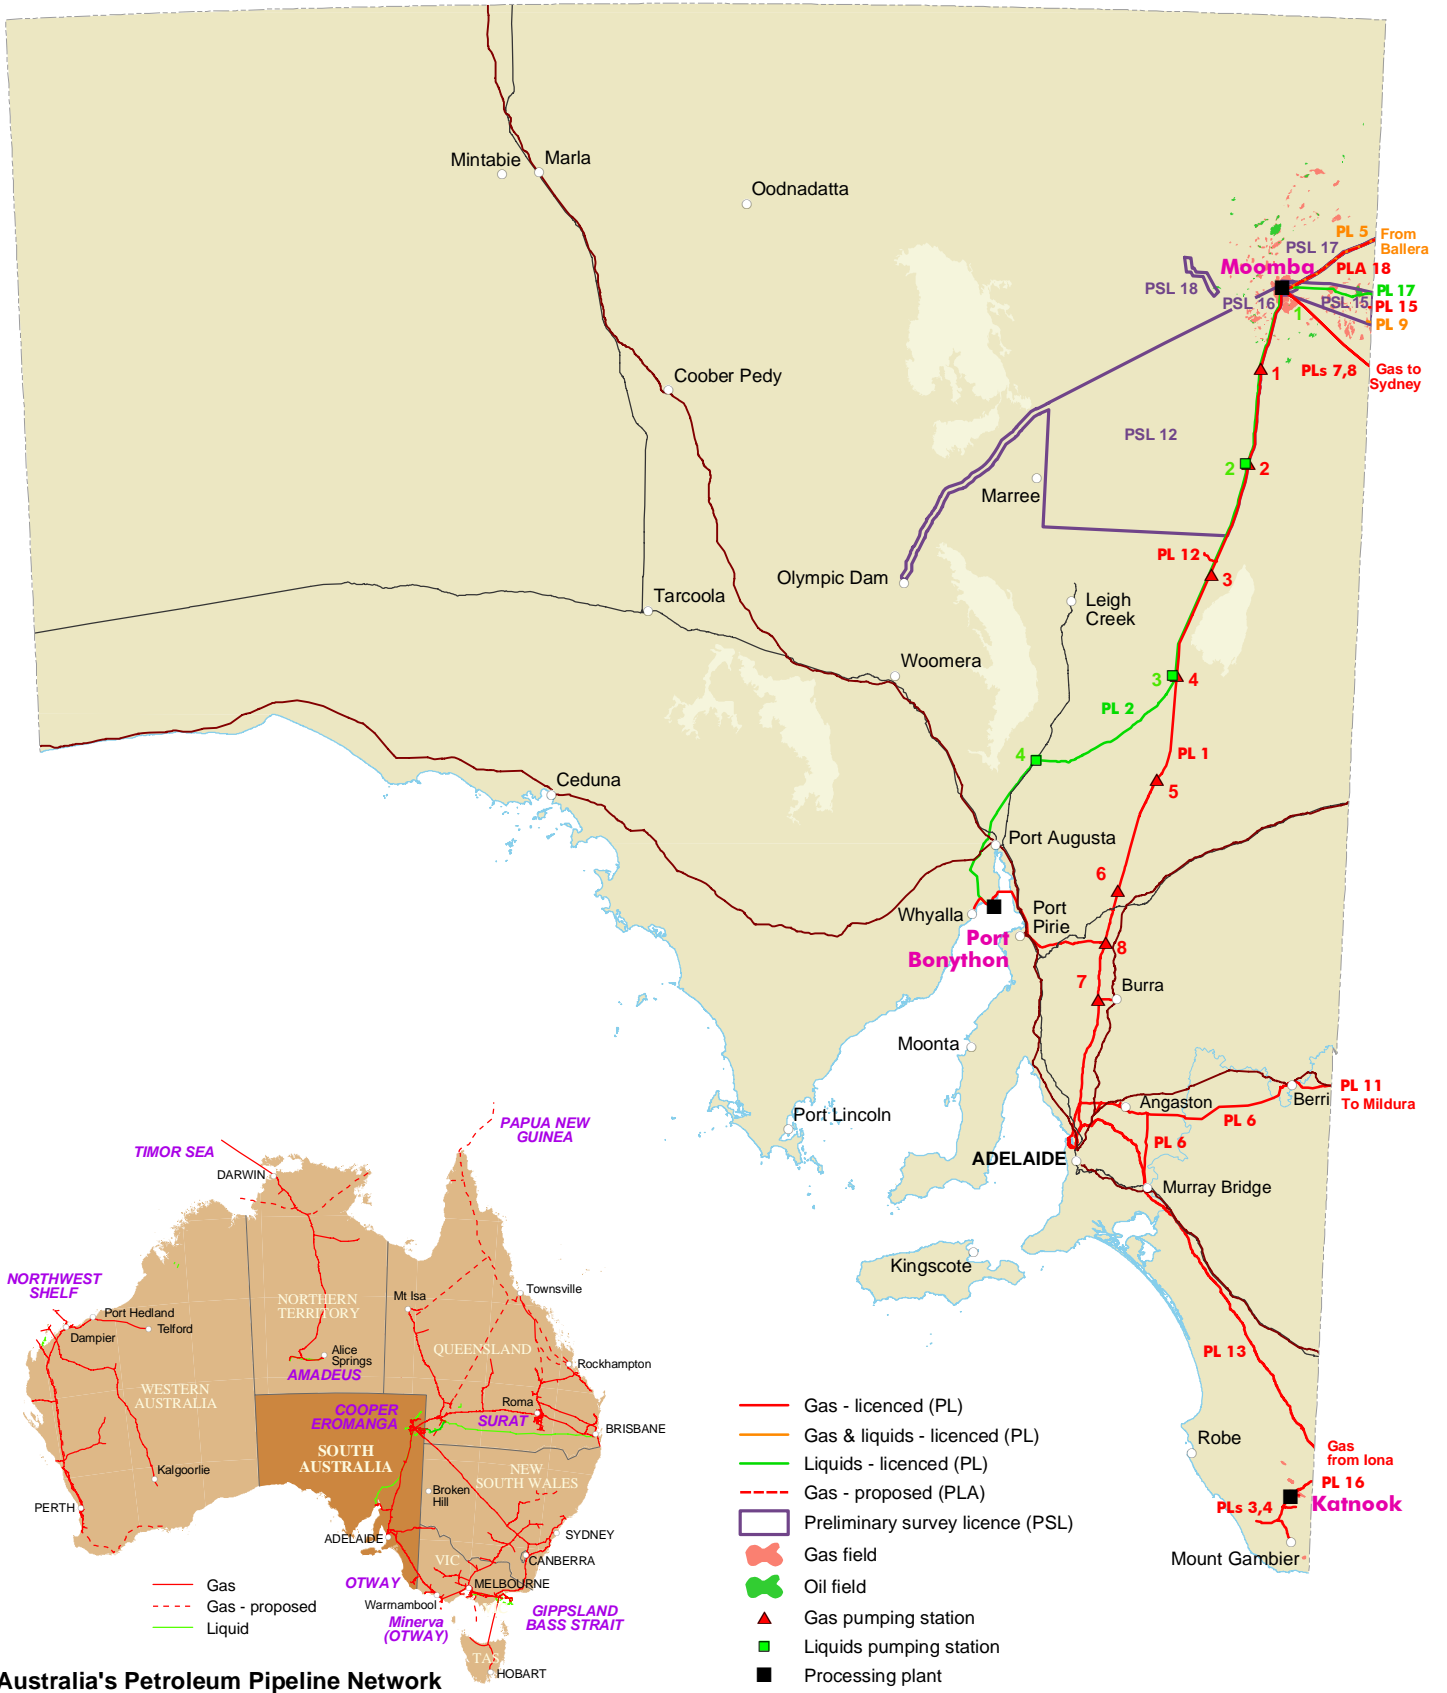 Mintabie
Marla
Oodnadatta
PL 5
From
Ballera
PSL 17
Moomba
PLA 18
PSL 18
PL 17
PSL 16
PSL 15
PL 15
1
PL 9
1
PLs 7,8
Gas to
Sydney
Coober Pedy
PSL 12
2
2
Marree
PL 12
Olympic Dam
3
Tarcoola
Leigh
Creek
Woomera
3
4
PL 2
4
PL 1
Ceduna
5
Port Augusta
6
Whyalla
Port
Pirie
Port
Bonython
8
7
Burra
Moonta
PL 11
To Mildura
Berri
Angaston
PL 6
Port Lincoln
PL 6
ADELAIDE
Murray Bridge
Kingscote
PL 13
Robe
Gas
from Iona
PL 16
Katnook
PLs 3,4
Mount Gambier
PAPUA NEW
GUINEA
TIMOR SEA
DARWIN
NORTHWEST
SHELF
Port Hedland
Dampier
Telford
NORTHERN
TERRITORY
Mt Isa
Townsville
Alice
Springs
AMADEUS
QUEENSLAND
Rockhampton
WESTERN
AUSTRALIA
COOPER
EROMANGA
Roma
SURAT
BRISBANE
SOUTH
AUSTRALIA
Kalgoorlie
NEW
SOUTH WALES
Broken
Hill
PERTH
ADELAIDE
SYDNEY
VIC
CANBERRA
OTWAY
MELBOURNE
Warrnambool
Minerva
(OTWAY)
GIPPSLAND
BASS STRAIT
TAS
HOBART
Gas
Gas - proposed
Liquid
Australia's Petroleum Pipeline Network
Gas - licenced (PL)
Gas & liquids - licenced (PL)
Liquids - licenced (PL)
Gas - proposed (PLA)
Preliminary survey licence (PSL)
Gas field
Oil field
Gas pumping station
Liquids pumping station
Processing plant